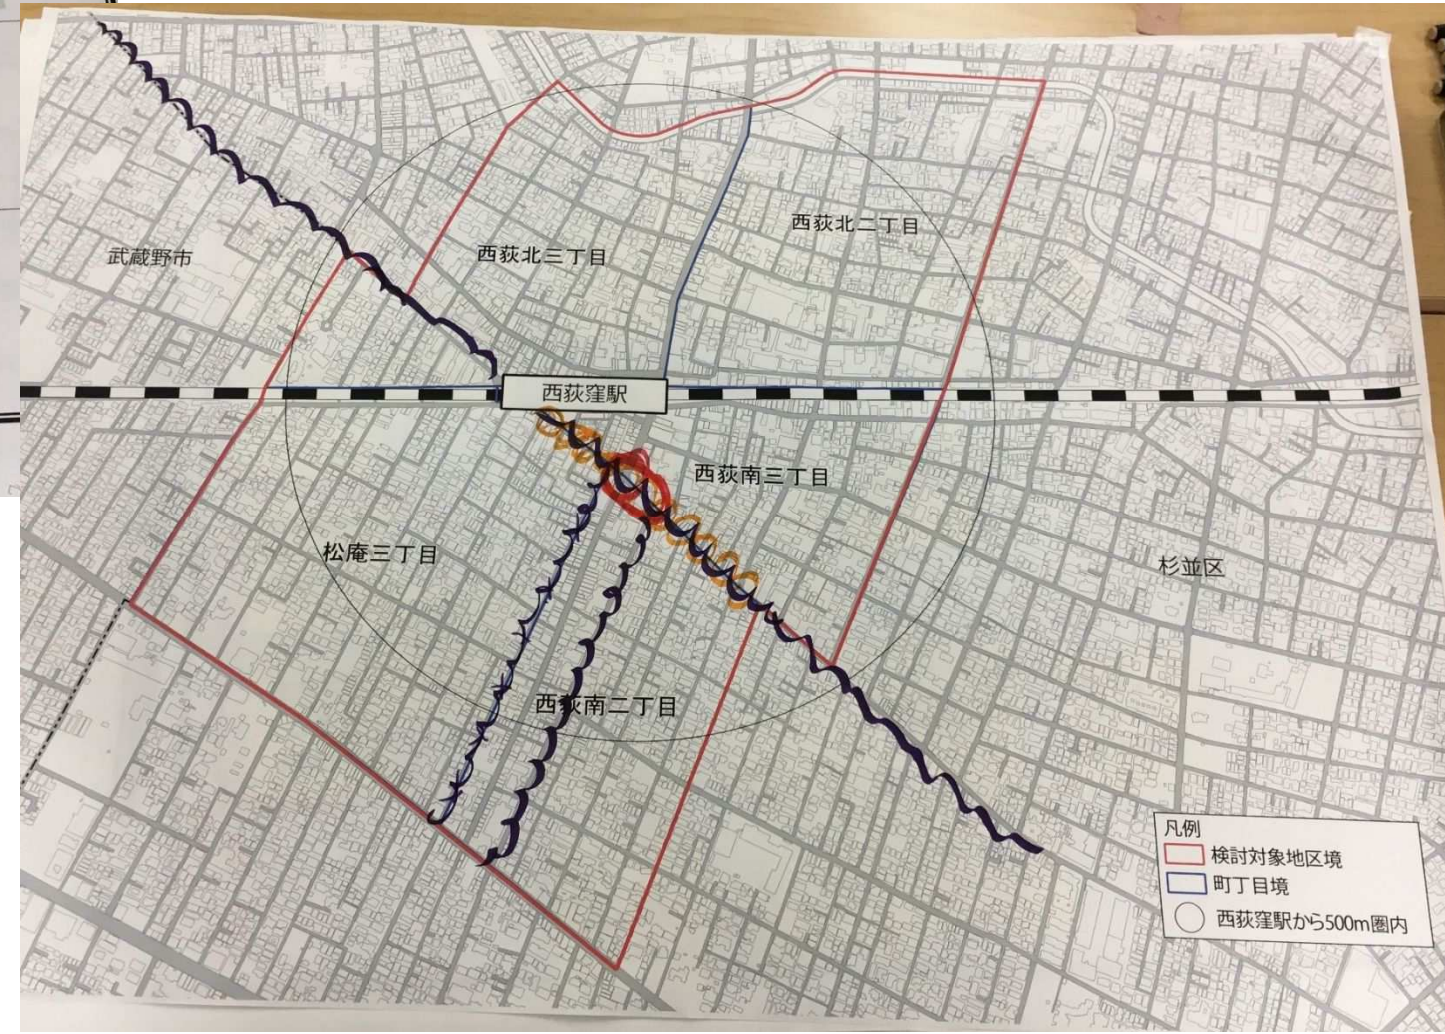 西荻北二丁目
武蔵野市
西荻北三丁目
西荻窪駅
西荻南三丁目
松庵三丁目
杉並区
西荻南二丁目
凡例
検討対象地区境
町丁目境
西荻窪駅から500m圏内